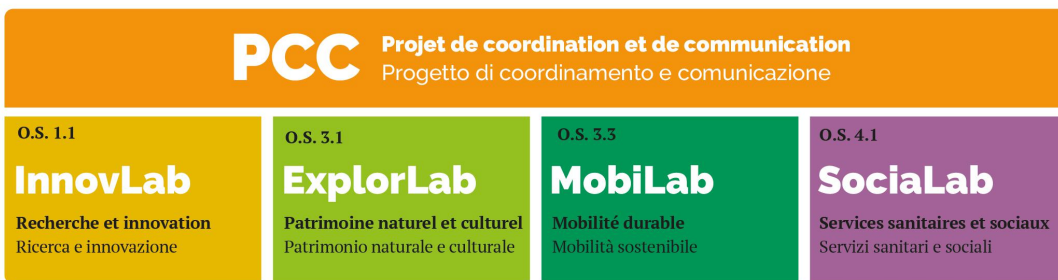 PCC
Projet de coordination et de communication
Progetto di coordinamento e comunicazione
O.S. 1.1
InnovLab
Recherche et innovation
Ricerca e innovazione
O.S. 3.1
ExplorLab
Patrimoine naturel et culturel
Patrimonio naturale e culturale
O.S. 3.3
MobiLab
Mobilité durable
Mobilità sostenibile
O.S. 4.1
SociaLab
Services sanitaires et sociaux
Servizi sanitari e sociali